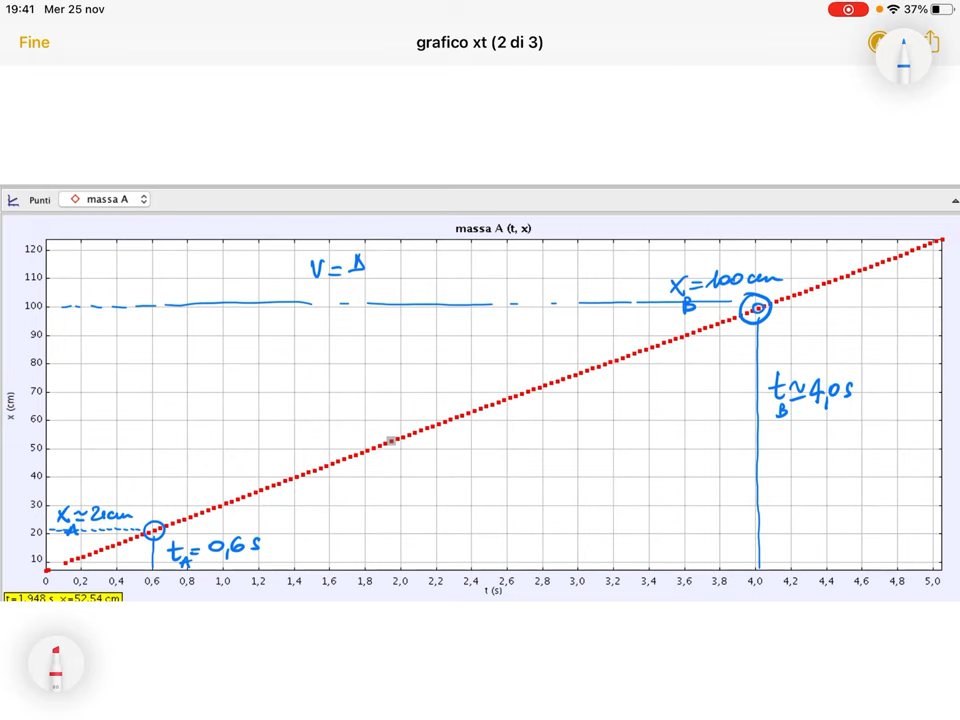 19:41 Mer 25 nov
37%
Fine
grafico xt (2 di 3)
Punti
massa A
massa A (t, x)
120
110
100
90
80
70
60
50
40
30
20
10
x (cm)
V = Δ
x_B = 100 cm
t_B ≃ 4,0 s
x_A ≃ 21 cm
t_A = 0,6 s
0 0,2 0,4 0,6 0,8 1,0 1,2 1,4 1,6 1,8 2,0 2,2 2,4 2,6 2,8 3,0 3,2 3,4 3,6 3,8 4,0 4,2 4,4 4,6 4,8 5,0
t (s)
t=1,948 s x=52,54 cm